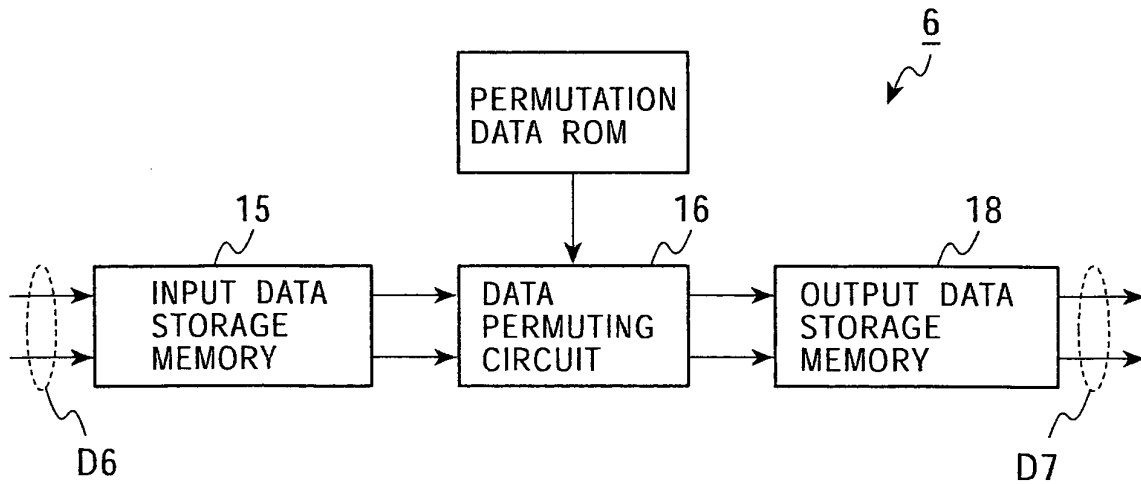 6
PERMUTATION
DATA ROM
15
16
18
INPUT DATA
STORAGE
MEMORY
DATA
PERMUTING
CIRCUIT
OUTPUT DATA
STORAGE
MEMORY
D6
D7